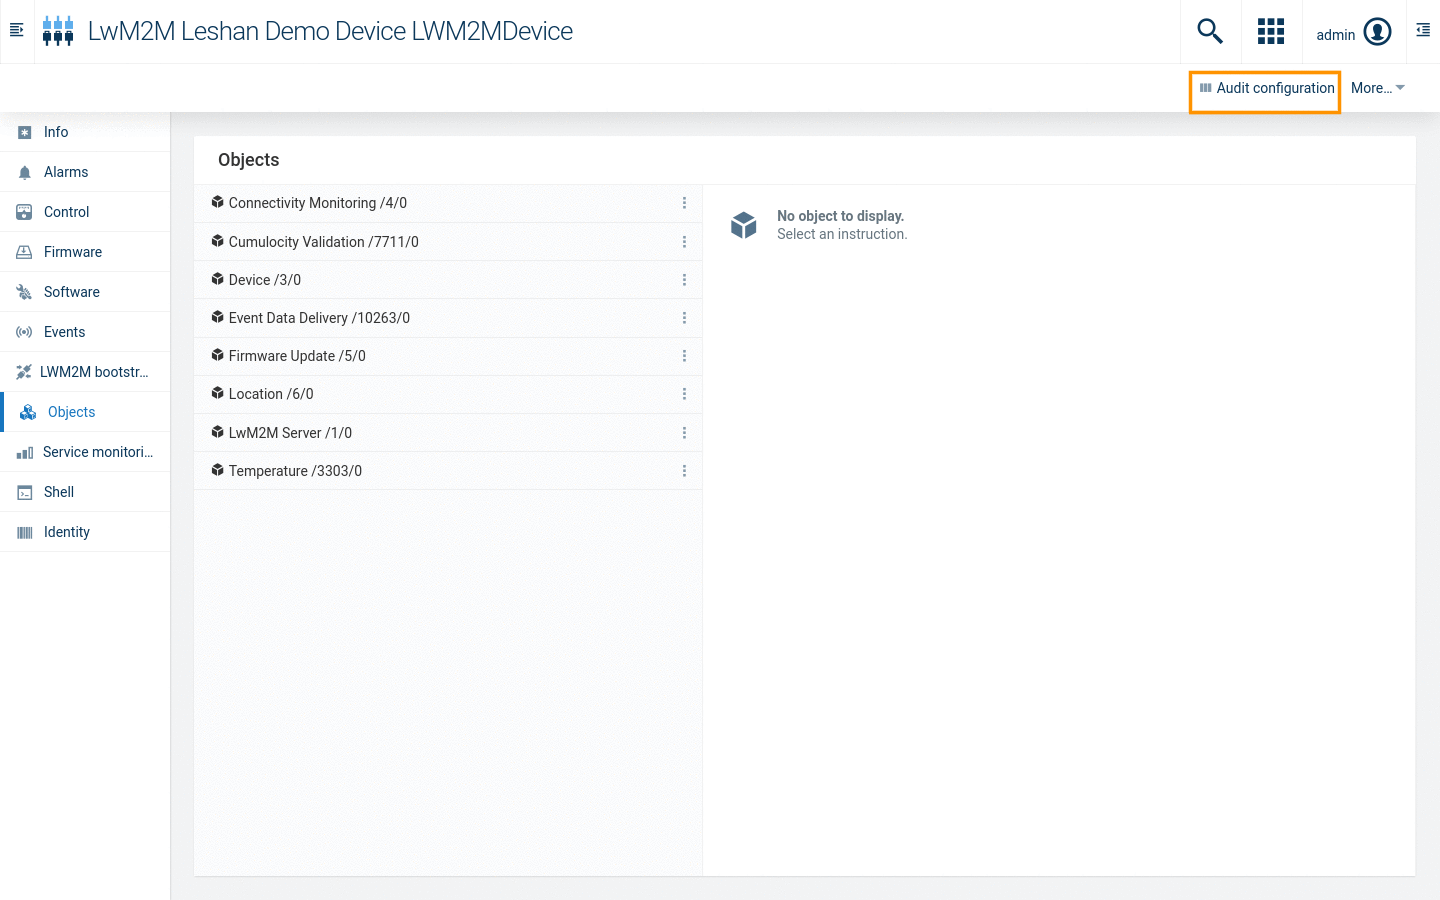 LwM2M Leshan Demo Device LWM2MDevice
admin
Audit configuration
More...
Info
Alarms
Control
Firmware
Software
Events
LWM2M bootstr...
Objects
Service monitori...
Shell
Identity
Objects
Connectivity Monitoring /4/0
Cumulocity Validation /7711/0
Device /3/0
Event Data Delivery /10263/0
Firmware Update /5/0
Location /6/0
LwM2M Server /1/0
Temperature /3303/0
No object to display.
Select an instruction.